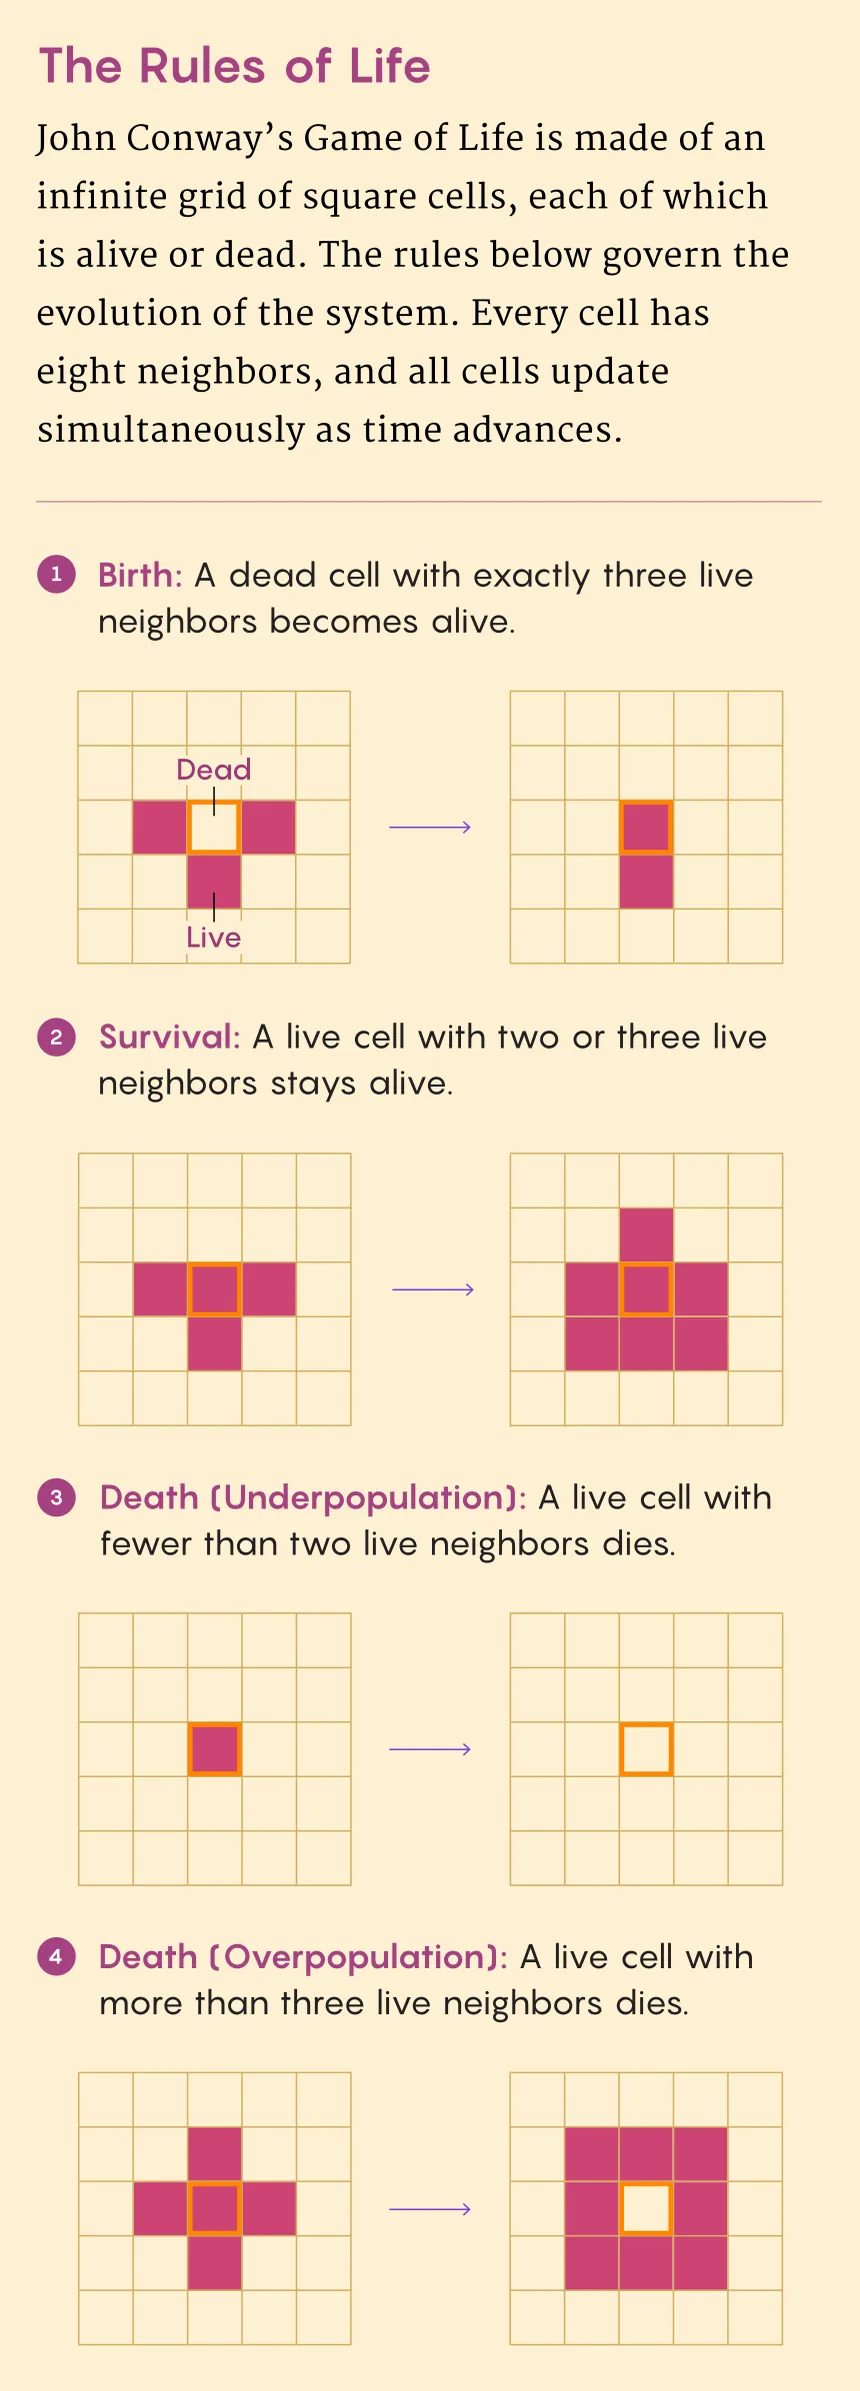 The Rules of Life
John Conway’s Game of Life is made of an
infinite grid of square cells, each of which
is alive or dead. The rules below govern the
evolution of the system. Every cell has
eight neighbors, and all cells update
simultaneously as time advances.
1 Birth: A dead cell with exactly three live
neighbors becomes alive.
Dead
Live
2 Survival: A live cell with two or three live
neighbors stays alive.
3 Death (Underpopulation): A live cell with
fewer than two live neighbors dies.
4 Death (Overpopulation): A live cell with
more than three live neighbors dies.